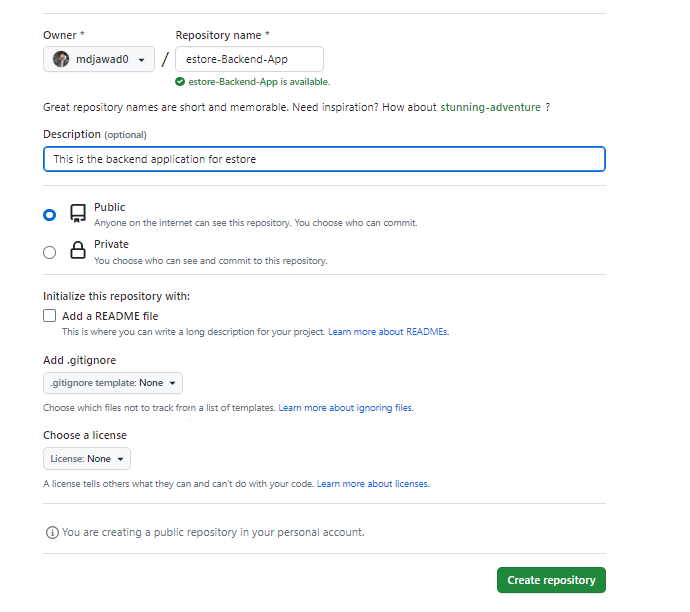 Owner *
Repository name *
mdjawad0
/
estore-Backend-App
estore-Backend-App is available.
Great repository names are short and memorable. Need inspiration? How about stunning-adventure ?
Description (optional)
This is the backend application for estore
Public
Anyone on the internet can see this repository. You choose who can commit.
Private
You choose who can see and commit to this repository.
Initialize this repository with:
Add a README file
This is where you can write a long description for your project. Learn more about READMEs.
Add .gitignore
.gitignore template: None
Choose which files not to track from a list of templates. Learn more about ignoring files.
Choose a license
License: None
A license tells others what they can and can't do with your code. Learn more about licenses.
You are creating a public repository in your personal account.
Create repository